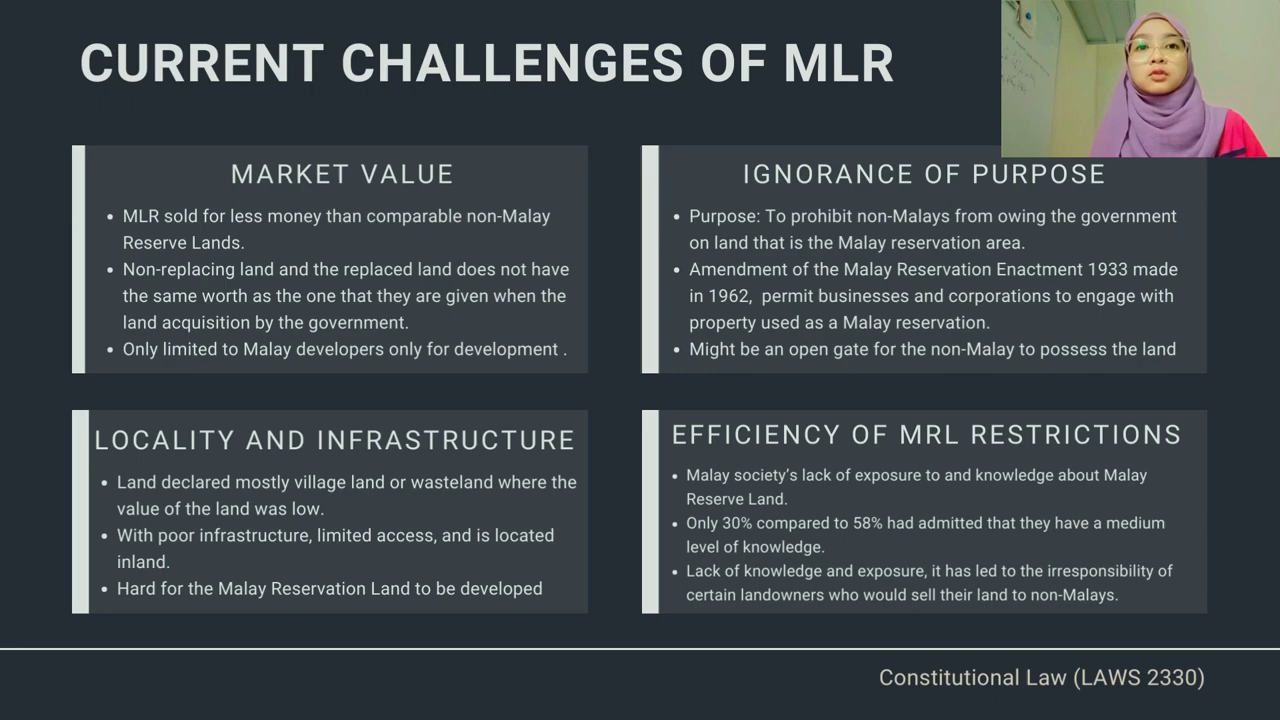 CURRENT CHALLENGES OF MLR
MARKET VALUE
• MLR sold for less money than comparable non-Malay
Reserve Lands.
• Non-replacing land and the replaced land does not have
the same worth as the one that they are given when the
land acquisition by the government.
• Only limited to Malay developers only for development .
IGNORANCE OF PURPOSE
• Purpose: To prohibit non-Malays from owing the government
on land that is the Malay reservation area.
• Amendment of the Malay Reservation Enactment 1933 made
in 1962,  permit businesses and corporations to engage with
property used as a Malay reservation.
• Might be an open gate for the non-Malay to possess the land
LOCALITY AND INFRASTRUCTURE
• Land declared mostly village land or wasteland where the
value of the land was low.
• With poor infrastructure, limited access, and is located
inland.
• Hard for the Malay Reservation Land to be developed
EFFICIENCY OF MRL RESTRICTIONS
• Malay society’s lack of exposure to and knowledge about Malay
Reserve Land.
• Only 30% compared to 58% had admitted that they have a medium
level of knowledge.
• Lack of knowledge and exposure, it has led to the irresponsibility of
certain landowners who would sell their land to non-Malays.
Constitutional Law (LAWS 2330)